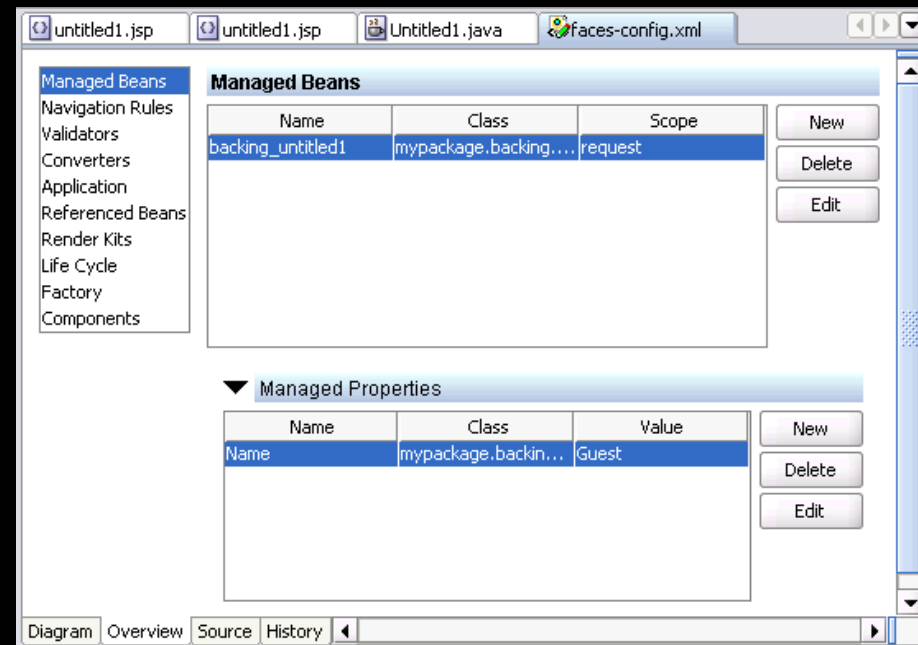 untitled1.jsp untitled1.jsp Untitled1.java faces-config.xml
Managed Beans
Navigation Rules
Validators
Converters
Application
Referenced Beans
Render Kits
Life Cycle
Factory
Components
Managed Beans
Name Class Scope
backing_untitled1 mypackage.backing.... request
New
Delete
Edit
Managed Properties
Name Class Value
Name mypackage.backin... Guest
New
Delete
Edit
Diagram Overview Source History